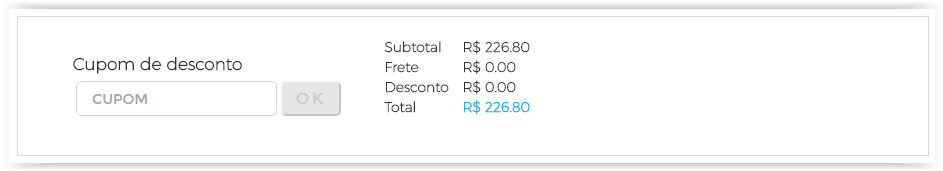 Cupom de desconto
CUPOM
OK
Subtotal R$ 226.80
Frete R$ 0.00
Desconto R$ 0.00
Total R$ 226.80